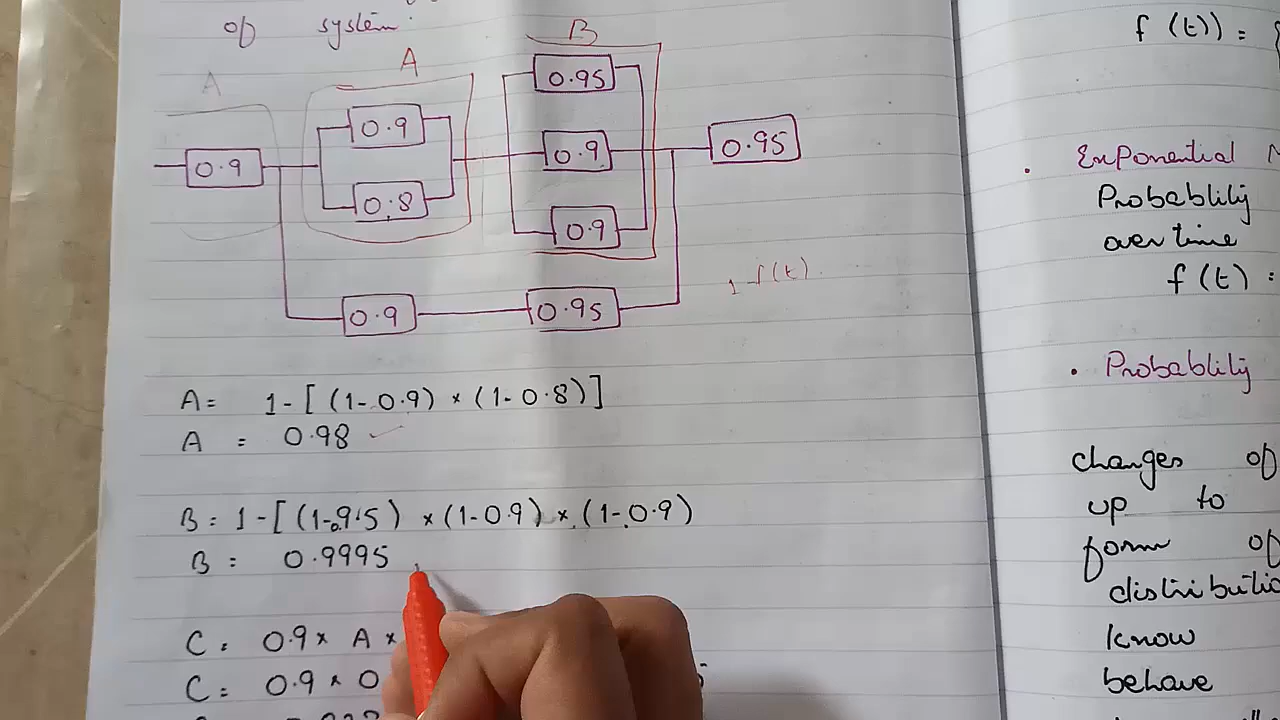 of system.
f(t)) = {
B
A
A
0.95
0.9
0.9
0.9
0.95
0.8
0.9
0.9
0.95
1-f(t).
A= 1-[(1-0.9) × (1-0.8)]
A = 0.98 ✓
B = 1-[(1-0.95) × (1-0.9) × (1-0.9)
B = 0.9995
C = 0.9 × A ×
C = 0.9 × 0
. Exponential
Probablily
over time
f(t) =
. Probablily
changes of
up to
form of
distributio
know
behave